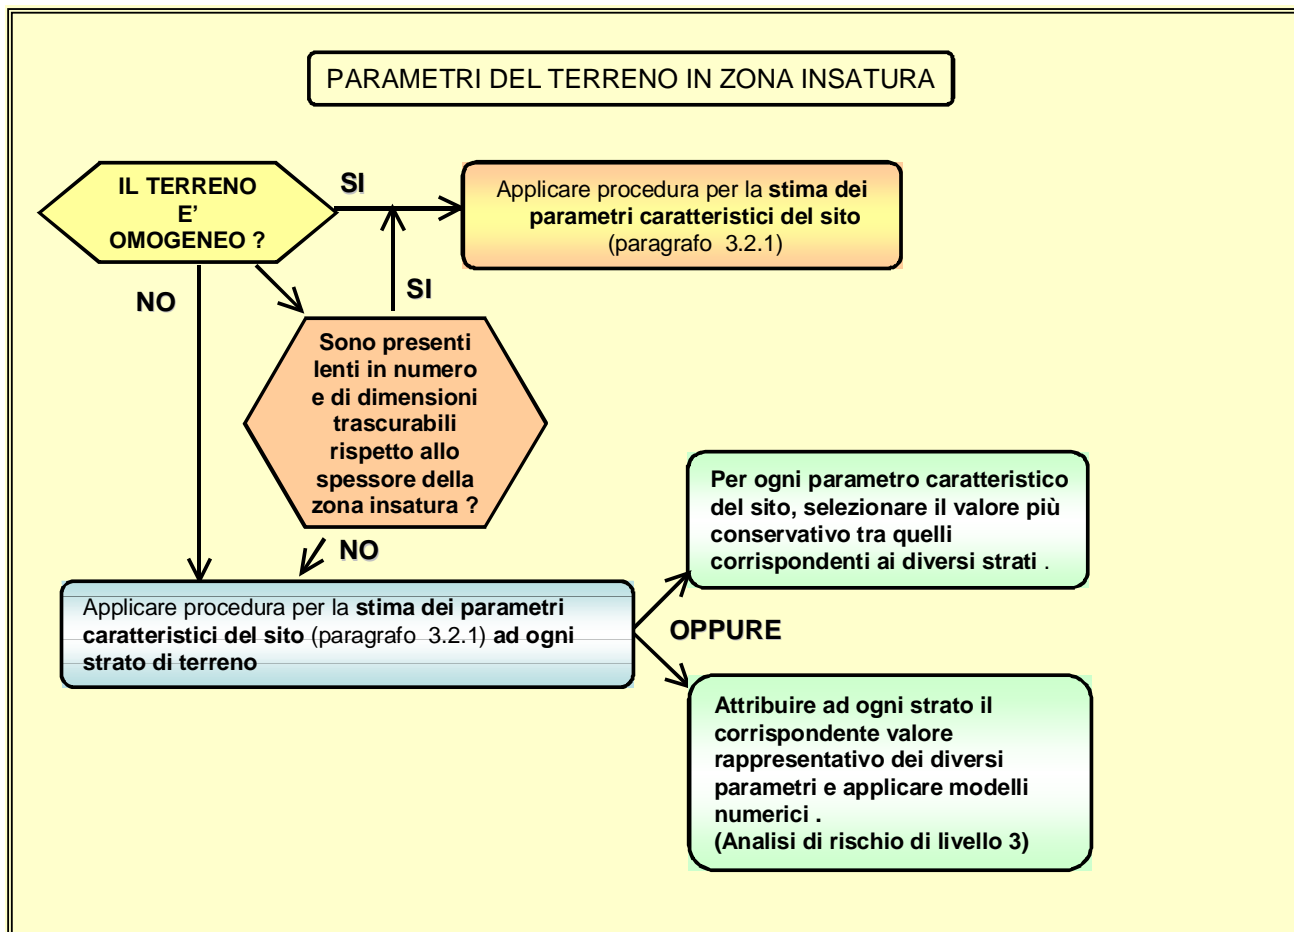 PARAMETRI DEL TERRENO IN ZONA INSATURA
IL TERRENO
E’
OMOGENEO ?
SI
Applicare procedura per la stima dei
parametri caratteristici del sito
(paragrafo 3.2.1)
NO
SI
Sono presenti
lenti in numero
e di dimensioni
trascurabili
rispetto allo
spessore della
zona insatura ?
NO
Applicare procedura per la stima dei parametri
caratteristici del sito (paragrafo 3.2.1) ad ogni
strato di terreno
Per ogni parametro caratteristico
del sito, selezionare il valore più
conservativo tra quelli
corrispondenti ai diversi strati .
OPPURE
Attribuire ad ogni strato il
corrispondente valore
rappresentativo dei diversi
parametri e applicare modelli
numerici .
(Analisi di rischio di livello 3)